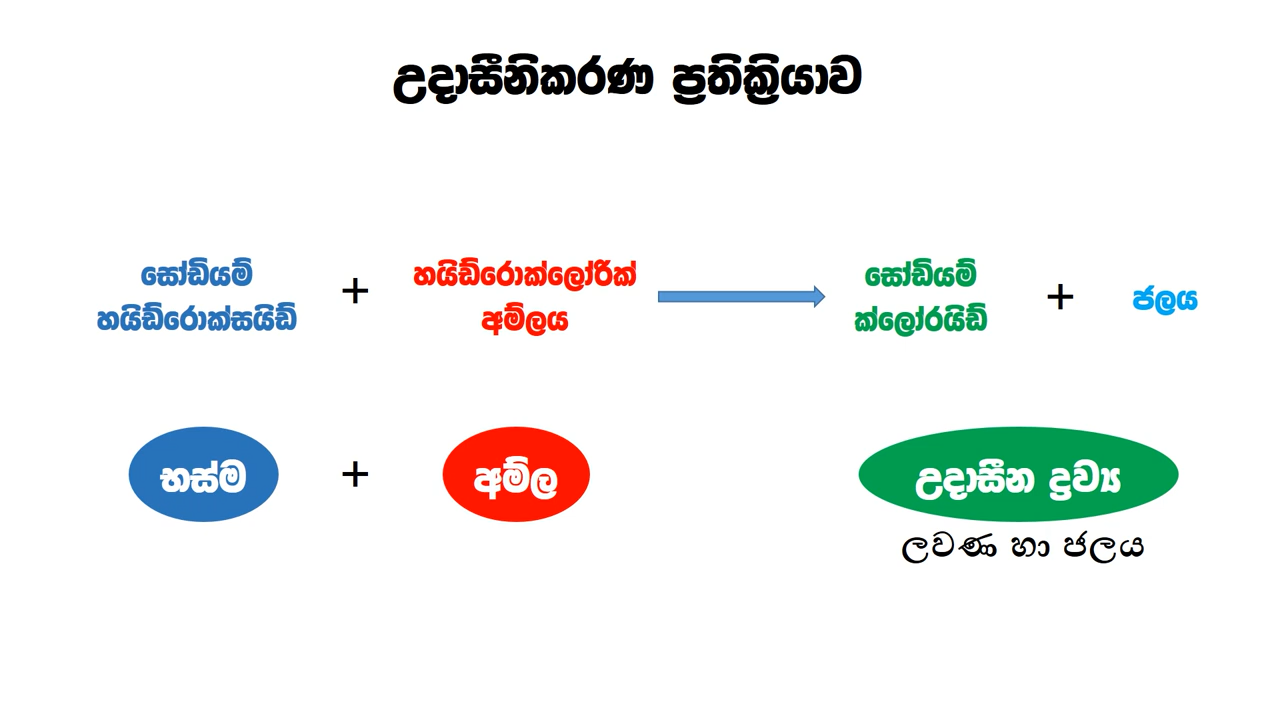 උදාසීනිකරණ ප්‍රතික්‍රියාව
සෝඩියම්
හයිඩ්රොක්සයිඩ්
+
හයිඩ්රොක්ලෝරික්
අම්ලය
සෝඩියම්
ක්ලෝරයිඩ්
+
ජලය
භස්ම
+
අම්ල
උදාසීන ද්‍රව්‍ය
ලවණ හා ජලය